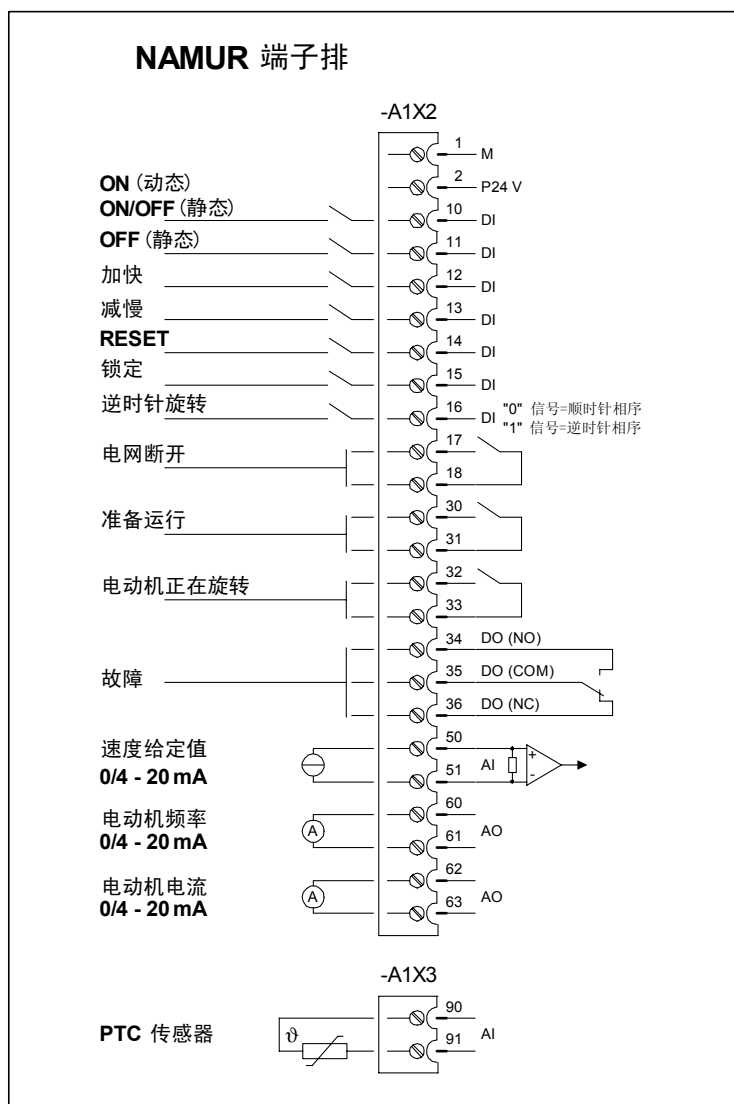 NAMUR 端子排
-A1X2
1 M
2 P24 V
ON (动态)
ON/OFF (静态) 10 DI
OFF (静态) 11 DI
加快 12 DI
减慢 13 DI
RESET 14 DI
锁定 15 DI
逆时针旋转 16 DI "0" 信号=顺时针相序
"1" 信号=逆时针相序
电网断开 17
18
准备运行 30
31
电动机正在旋转 32
33
34 DO (NO)
故障 35 DO (COM)
36 DO (NC)
速度给定值 50
0/4 - 20 mA 51 AI + -
电动机频率 60
0/4 - 20 mA A 61 AO
电动机电流 62
0/4 - 20 mA A 63 AO
-A1X3
90
PTC 传感器 ϑ 91 AI